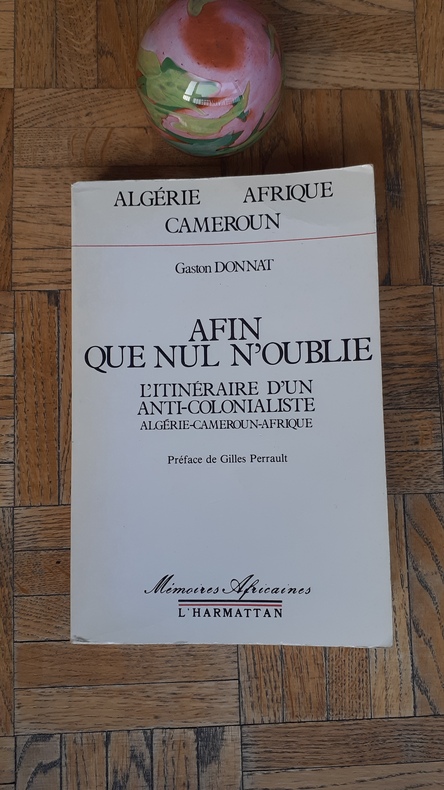 ALGÉRIE AFRIQUE
CAMEROUN
Gaston DONNAT
AFIN
QUE NUL N'OUBLIE
L'ITINÉRAIRE D'UN
ANTI-COLONIALISTE
ALGÉRIE-CAMEROUN-AFRIQUE
Préface de Gilles Perrault
Mémoires Africaines
L'HARMATTAN